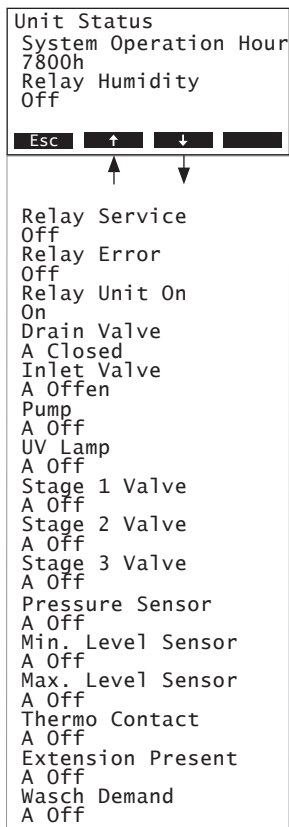 Unit Status
System Operation Hour
7800h
Relay Humidity
Off
Esc ↑ ↓
Relay Service
Off
Relay Error
Off
Relay Unit On
On
Drain Valve
A Closed
Inlet Valve
A Offen
Pump
A Off
UV Lamp
A Off
Stage 1 Valve
A Off
Stage 2 Valve
A Off
Stage 3 Valve
A Off
Pressure Sensor
A Off
Min. Level Sensor
A Off
Max. Level Sensor
A Off
Thermo Contact
A Off
Extension Present
A Off
Wasch Demand
A Off